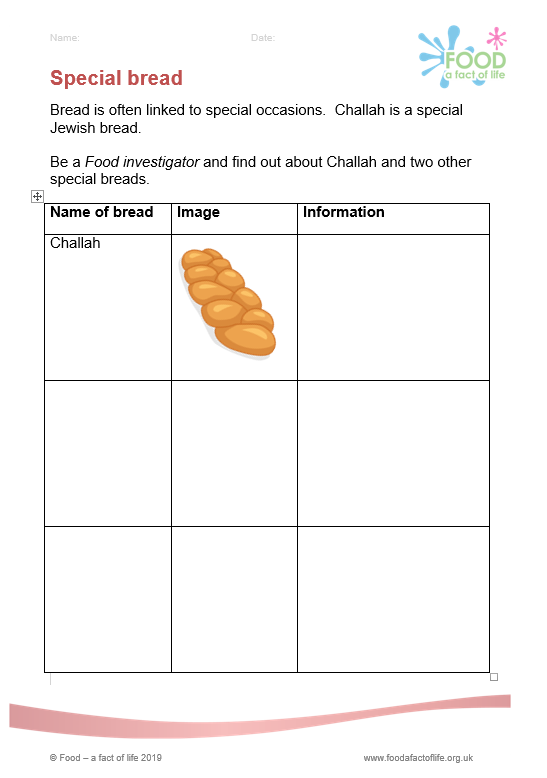 Name:
Date:
FOOD
a fact of life
Special bread
Bread is often linked to special occasions.  Challah is a special
Jewish bread.
Be a Food investigator and find out about Challah and two other
special breads.
Name of bread
Image
Information
Challah
© Food – a fact of life 2019
www.foodafactoflife.org.uk